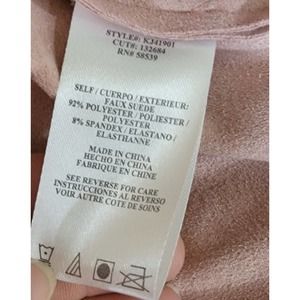 STYLE#: KJ41901
CUT#: 132684
RN# 58539
SELF / CUERPO / EXTERIEUR:
FAUX SUEDE
92% POLYESTER / POLIESTER /
POLYESTER
8% SPANDEX / ELASTANO /
ELASTHANNE
MADE IN CHINA
HECHO EN CHINA
FABRIQUE EN CHINE
SEE REVERSE FOR CARE
INSTRUCCIONES AL REVERSO
VOIR AUTRE COTE DE SOINS